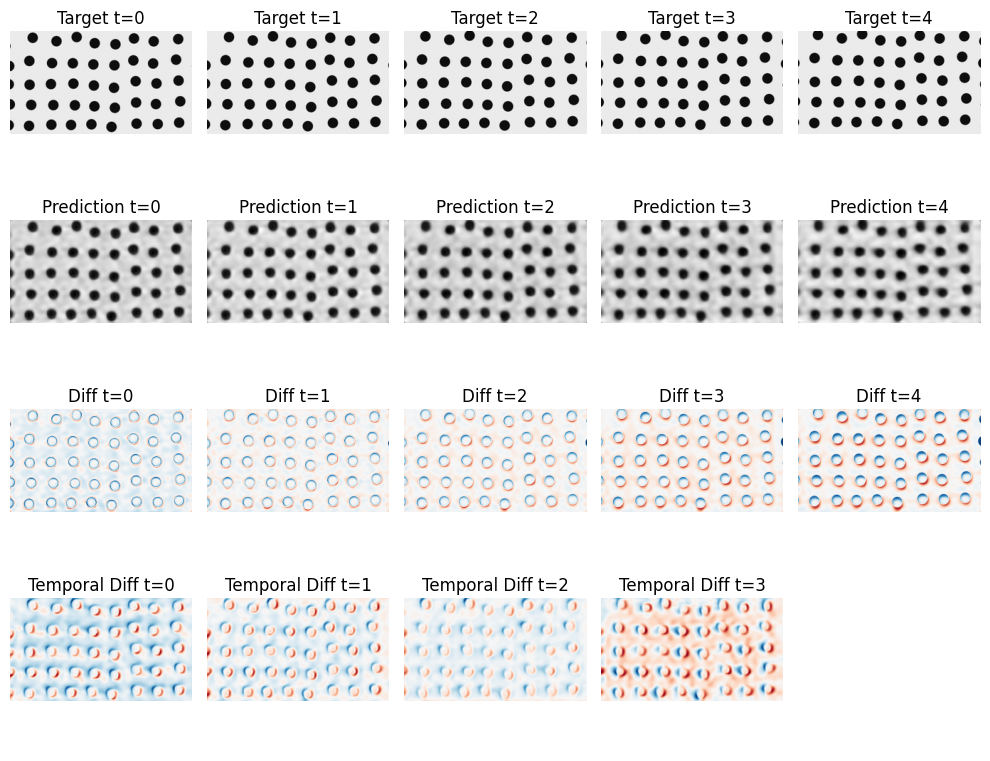 Target t=0 Target t=1 Target t=2 Target t=3 Target t=4
Prediction t=0 Prediction t=1 Prediction t=2 Prediction t=3 Prediction t=4
Diff t=0 Diff t=1 Diff t=2 Diff t=3 Diff t=4
Temporal Diff t=0 Temporal Diff t=1 Temporal Diff t=2 Temporal Diff t=3